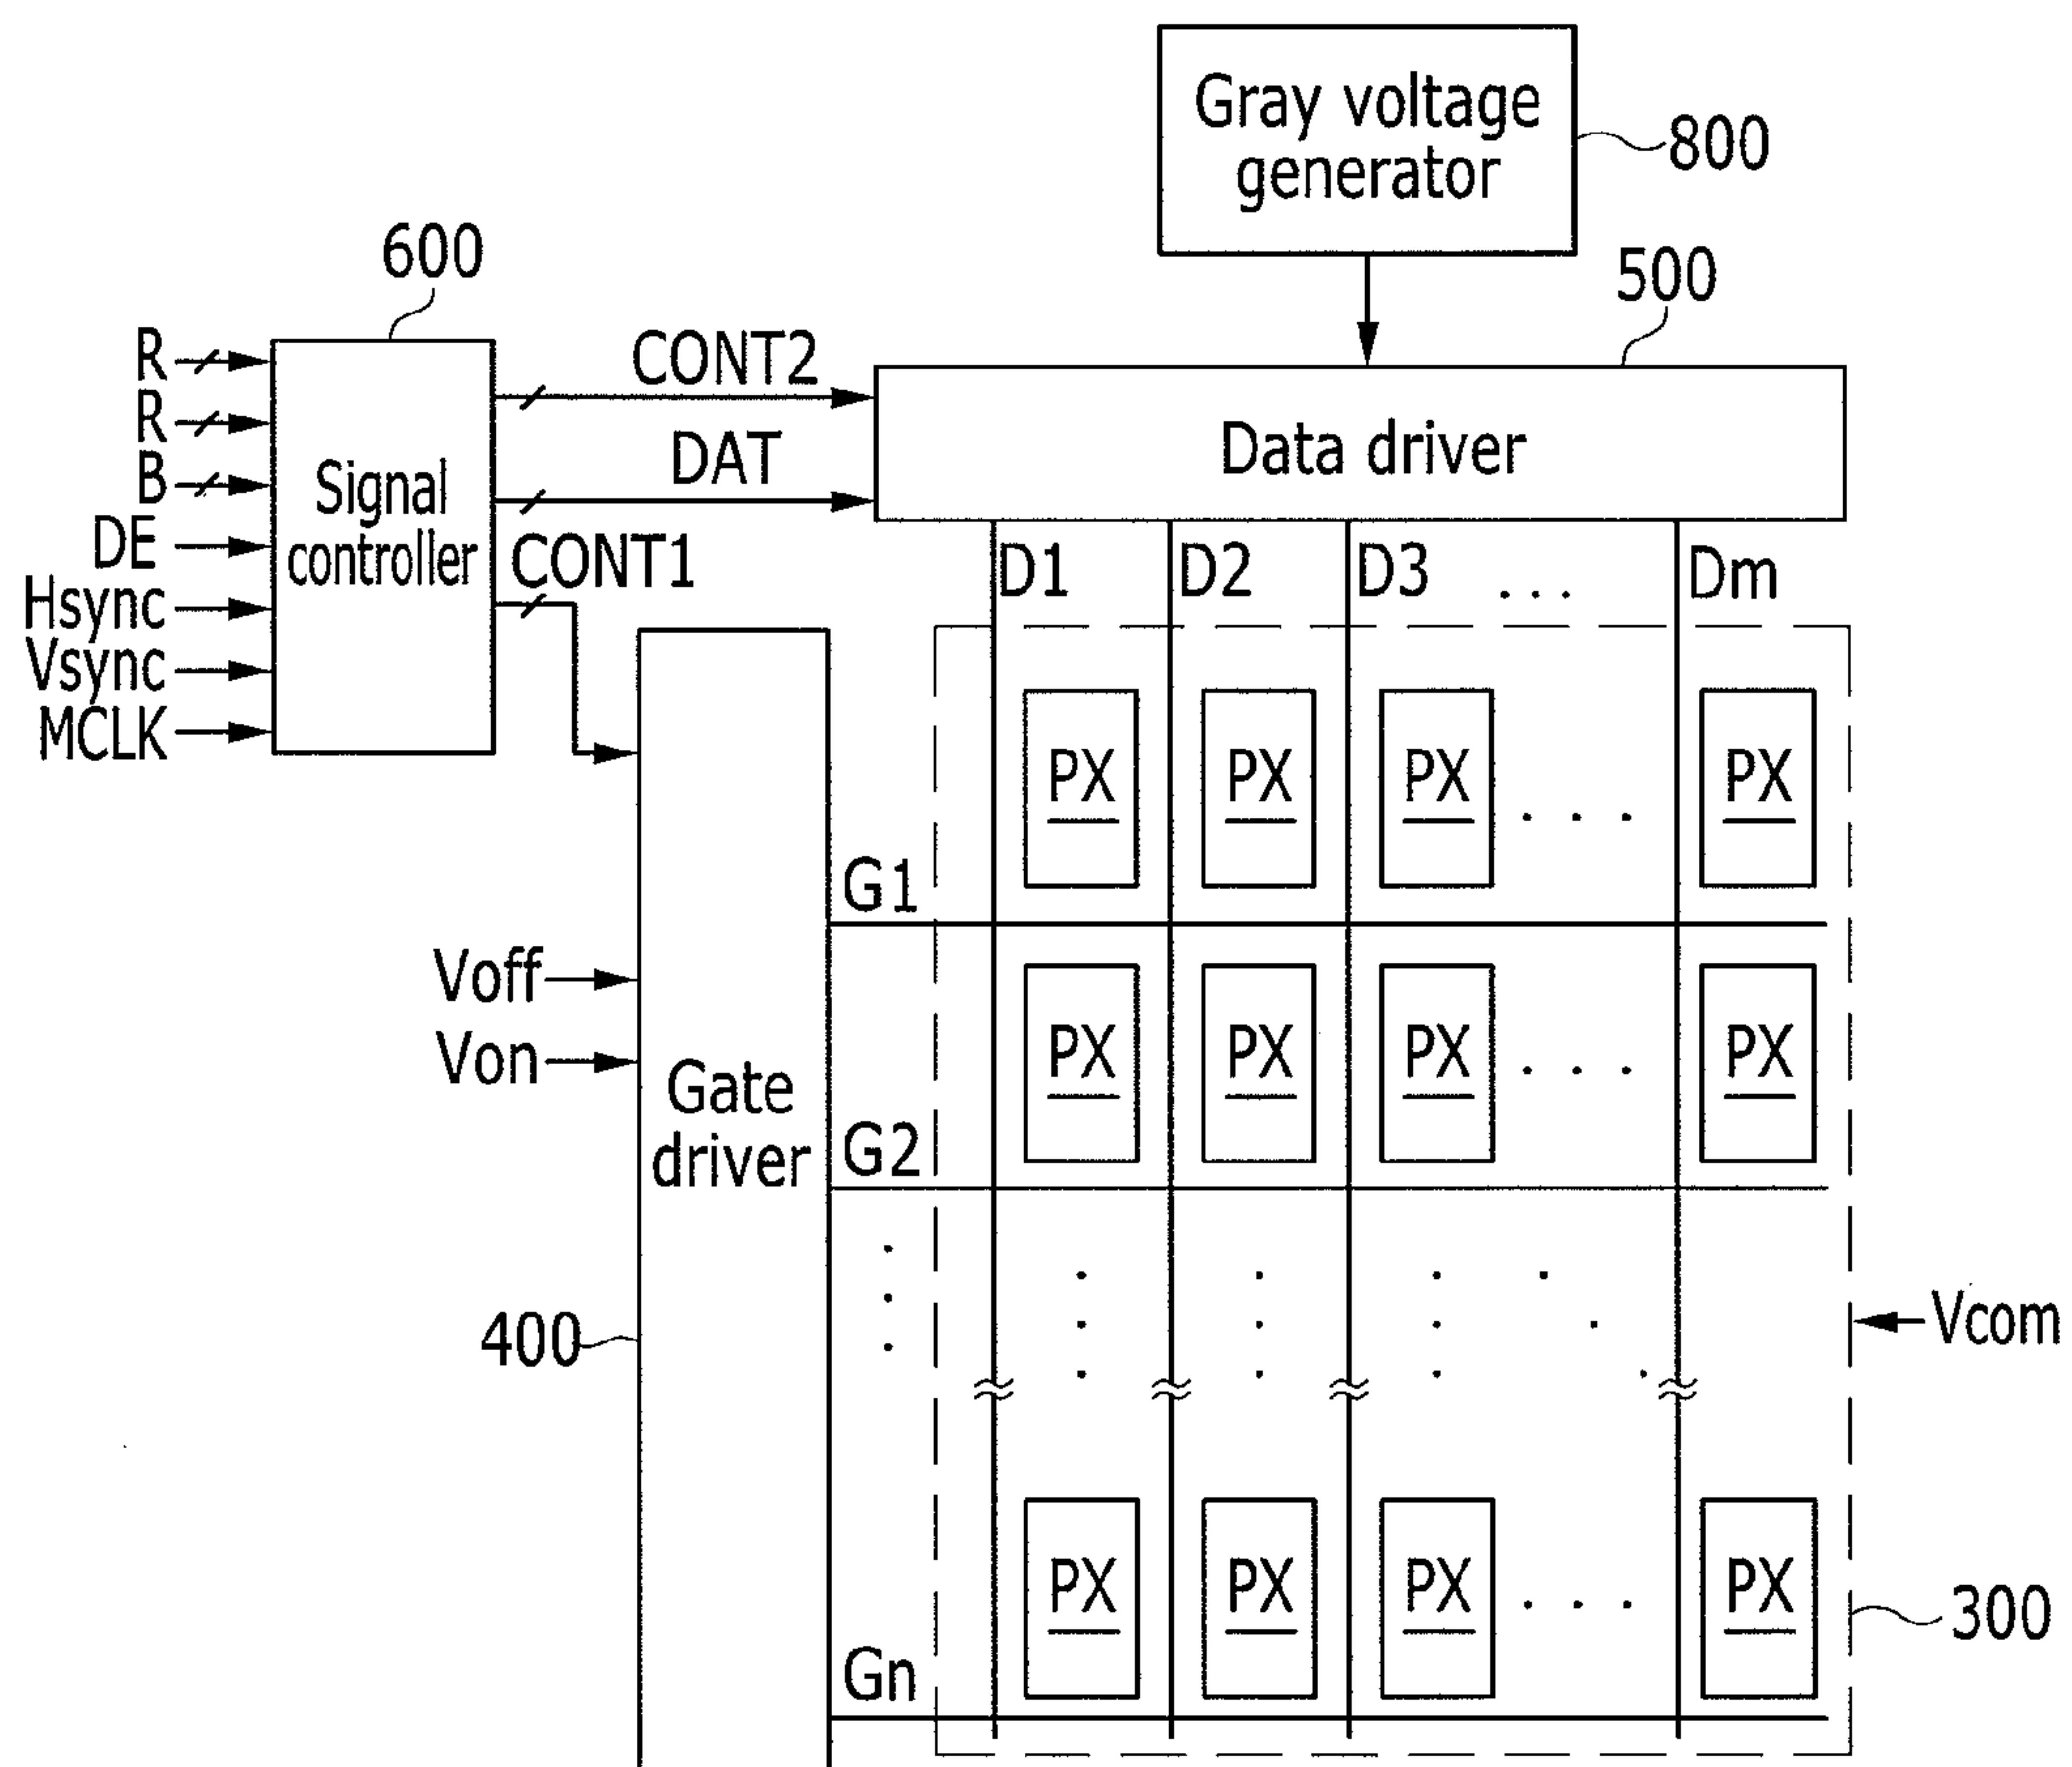 Gray voltage
generator
800
600
500
R
R
B
DE
Hsync
Vsync
MCLK
Signal
controller
CONT2
DAT
CONT1
Data driver
D1 D2 D3 ... Dm
PX PX PX ... PX
G1
Voff
Von
Gate
driver
400
PX PX PX ... PX
G2
Vcom
PX PX PX ... PX
Gn
300